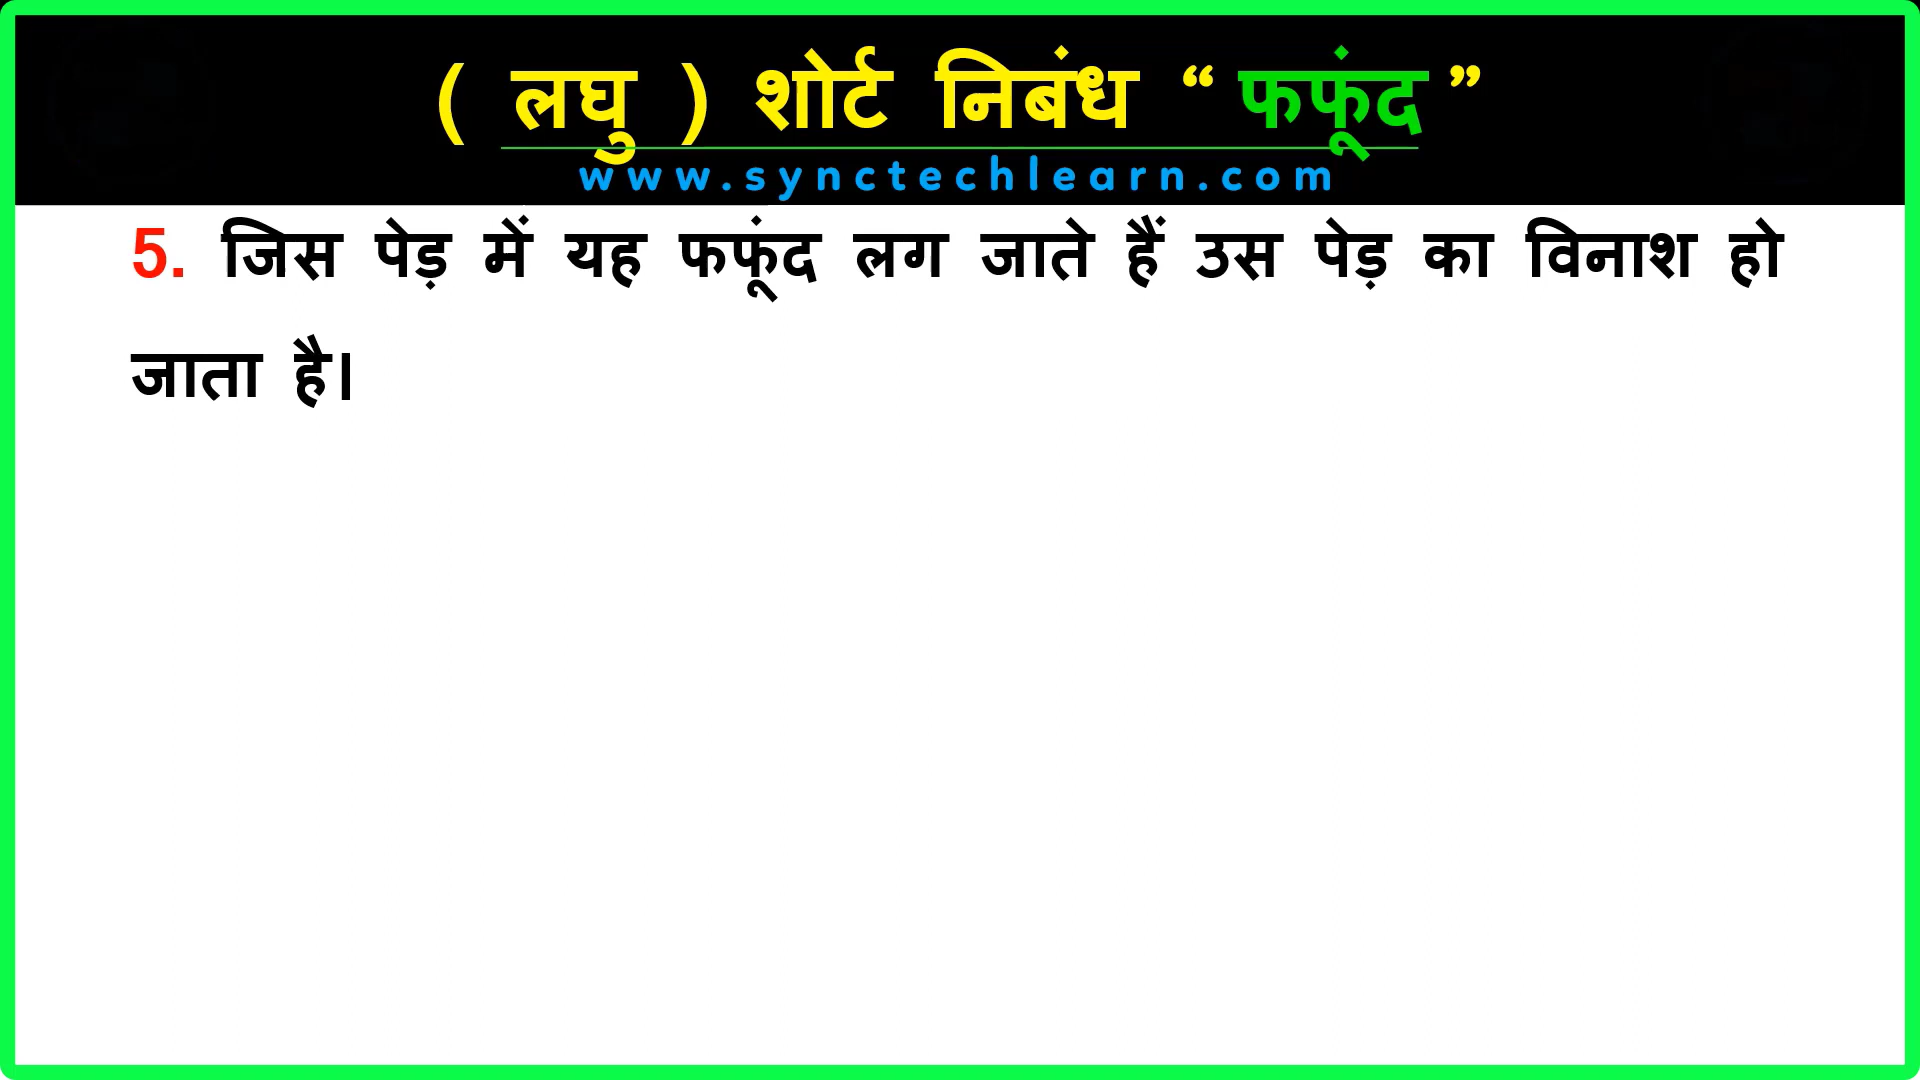 ( लघु ) शोर्ट निबंध “ फफूंद ”
www.synctechlearn.com
5. जिस पेड़ में यह फफूंद लग जाते हैं उस पेड़ का विनाश हो
जाता है।